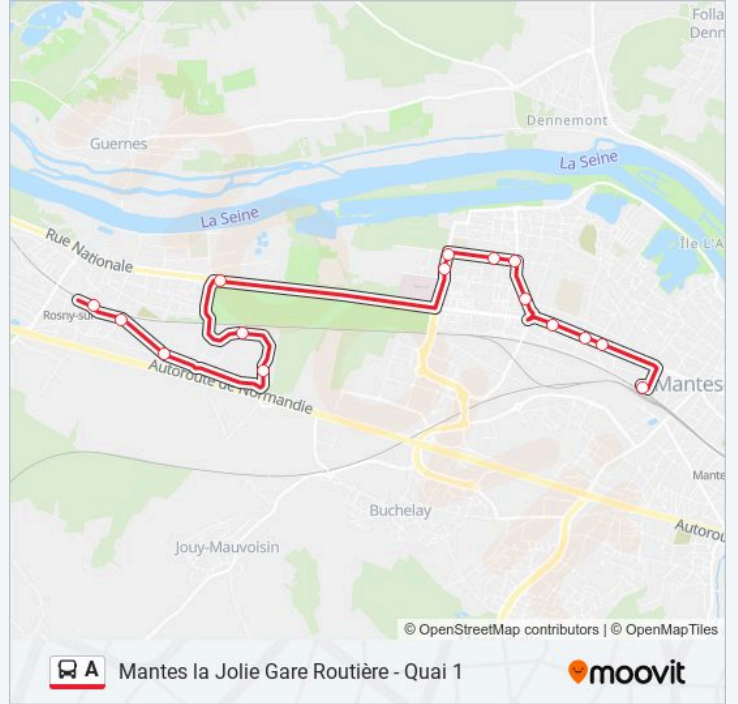 Folla
Denn
Dennemont
Guernes
La Seine
La Seine
Rue Nationale
Île L'A
Rosny-sur
Mantes
Autoroute de Normandie
Mante
Buchelay
Autorou
Jouy-Mauvoisin
© OpenStreetMap contributors | © OpenMapTiles
A Mantes la Jolie Gare Routière - Quai 1 moovit